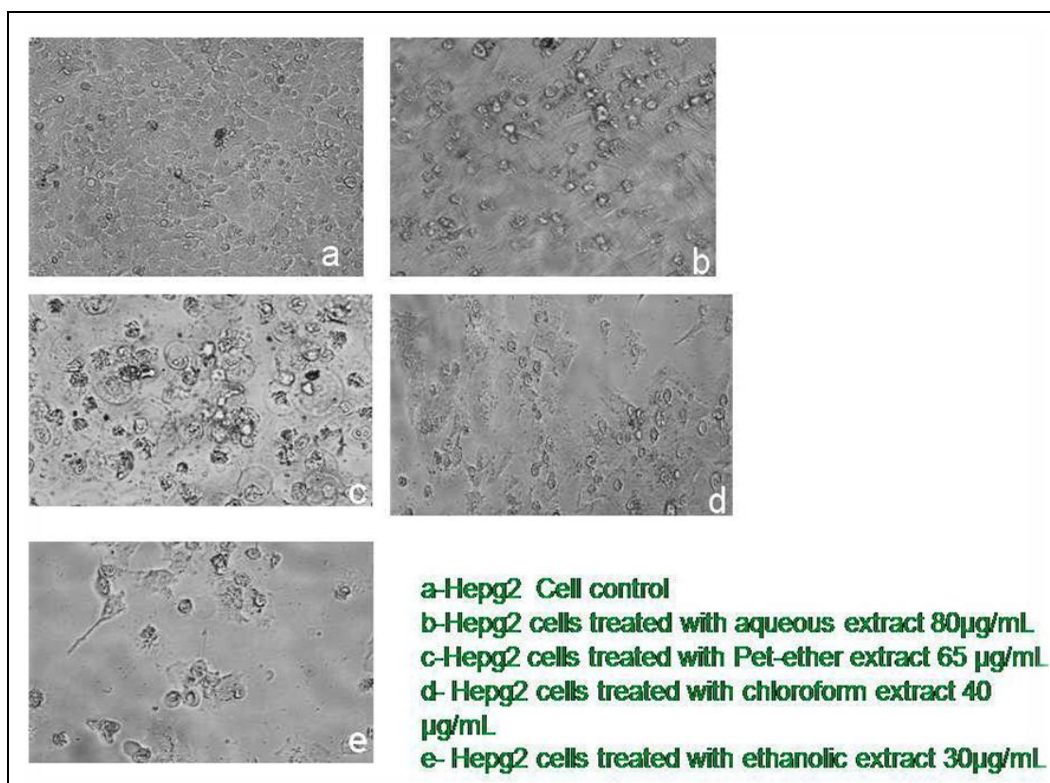 a
b
c
d
e
a-Hepg2 Cell control
b-Hepg2 cells treated with aqueous extract 80µg/mL
c-Hepg2 cells treated with Pet-ether extract 65 µg/mL
d- Hepg2 cells treated with chloroform extract 40
µg/mL
e- Hepg2 cells treated with ethanolic extract 30µg/mL